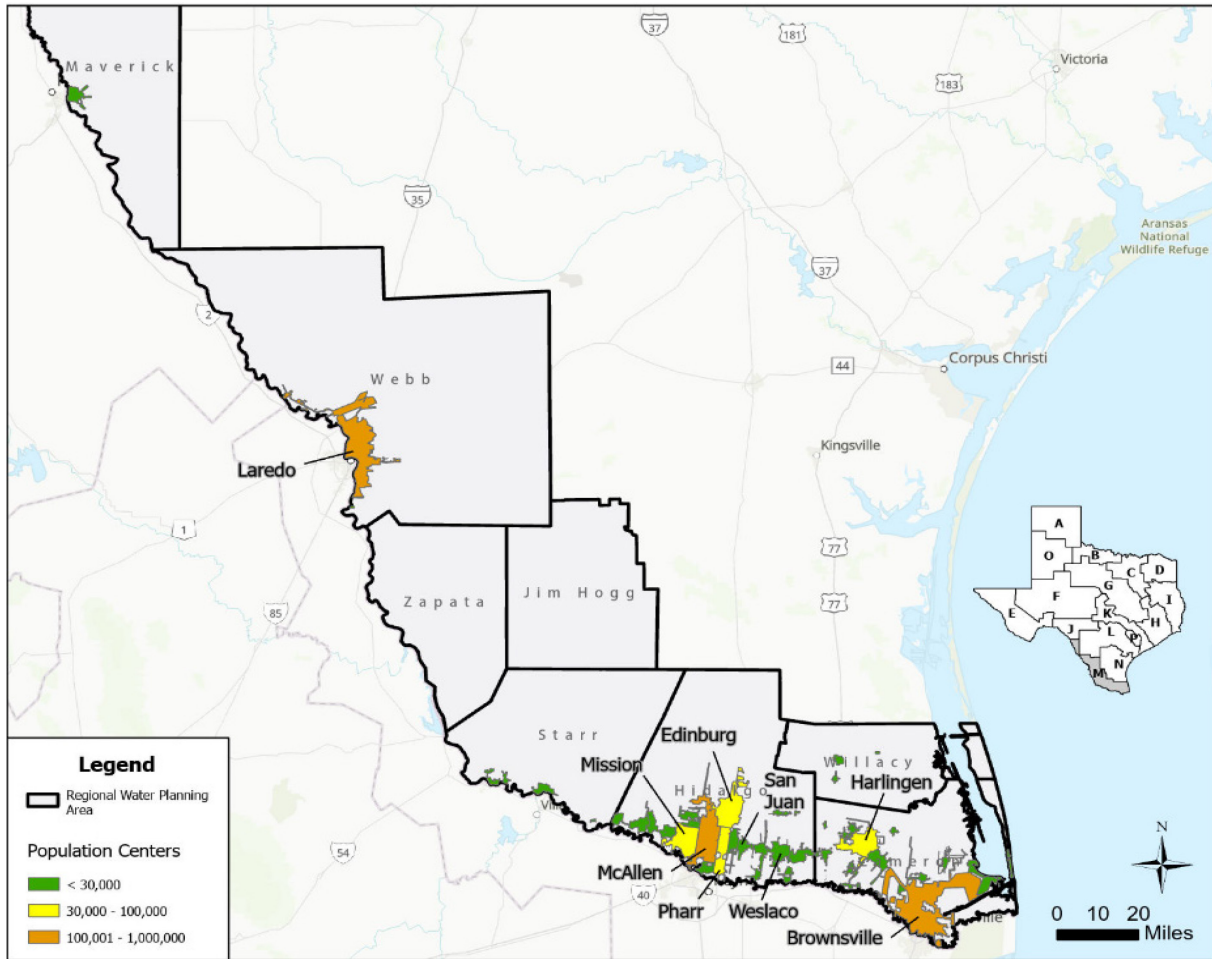 37
181
Victoria
Maverick
183
35
Aransas
National
Wildlife Refuge
37
2
Corpus Christi
44
Webb
Kingsville
Laredo
1
77
Zapata
Jim Hogg
85
77
A
O
B
C
D
G
F
I
E
K
H
J
L
P
N
M
Starr
Edinburg
Willacy
Mission
San
Juan
Harlingen
Hidalgo
Cameron
McAllen
40
Pharr
Weslaco
Brownsville
54
Legend
Regional Water Planning
Area
Population Centers
< 30,000
30,000 - 100,000
100,001 - 1,000,000
N
0 10 20
Miles